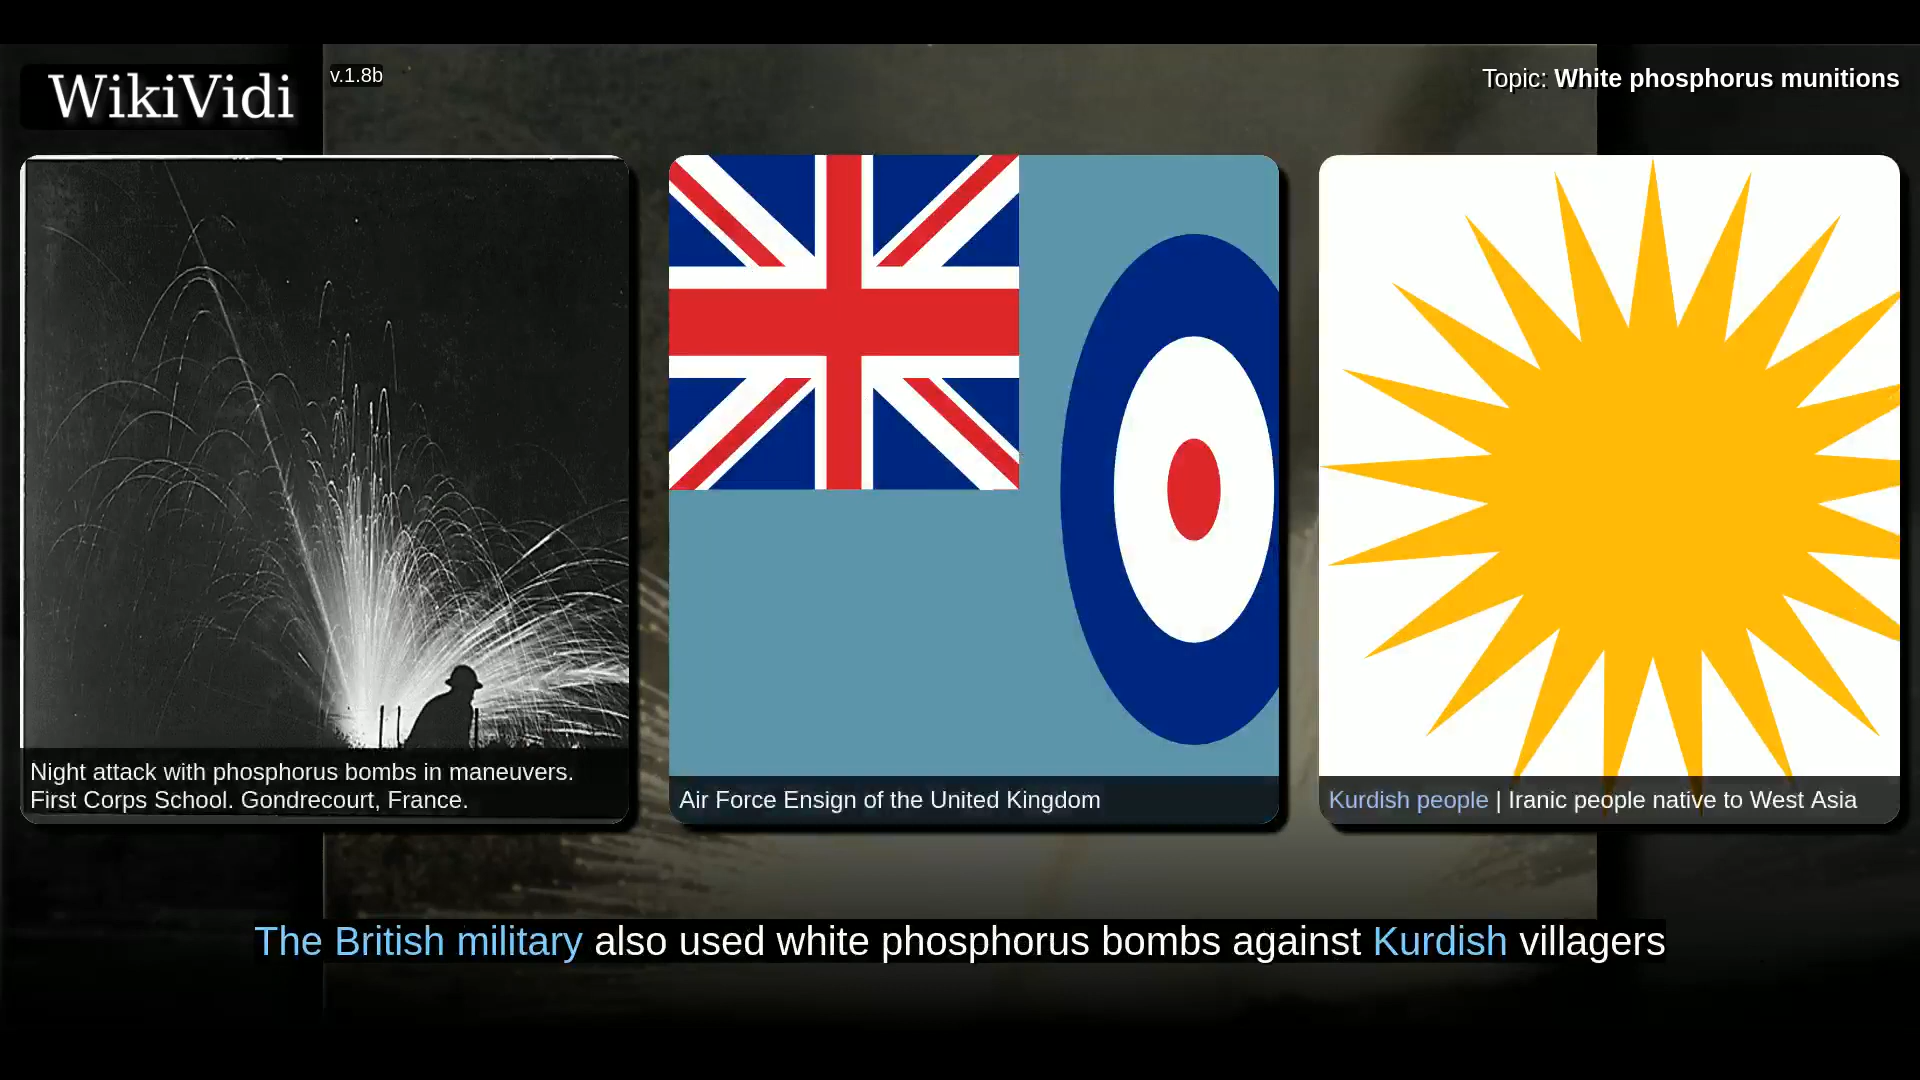 WikiVidi
v.1.8b
Topic: White phosphorus munitions
Night attack with phosphorus bombs in maneuvers.
First Corps School. Gondrecourt, France.
Air Force Ensign of the United Kingdom
Kurdish people | Iranic people native to West Asia
The British military also used white phosphorus bombs against Kurdish villagers